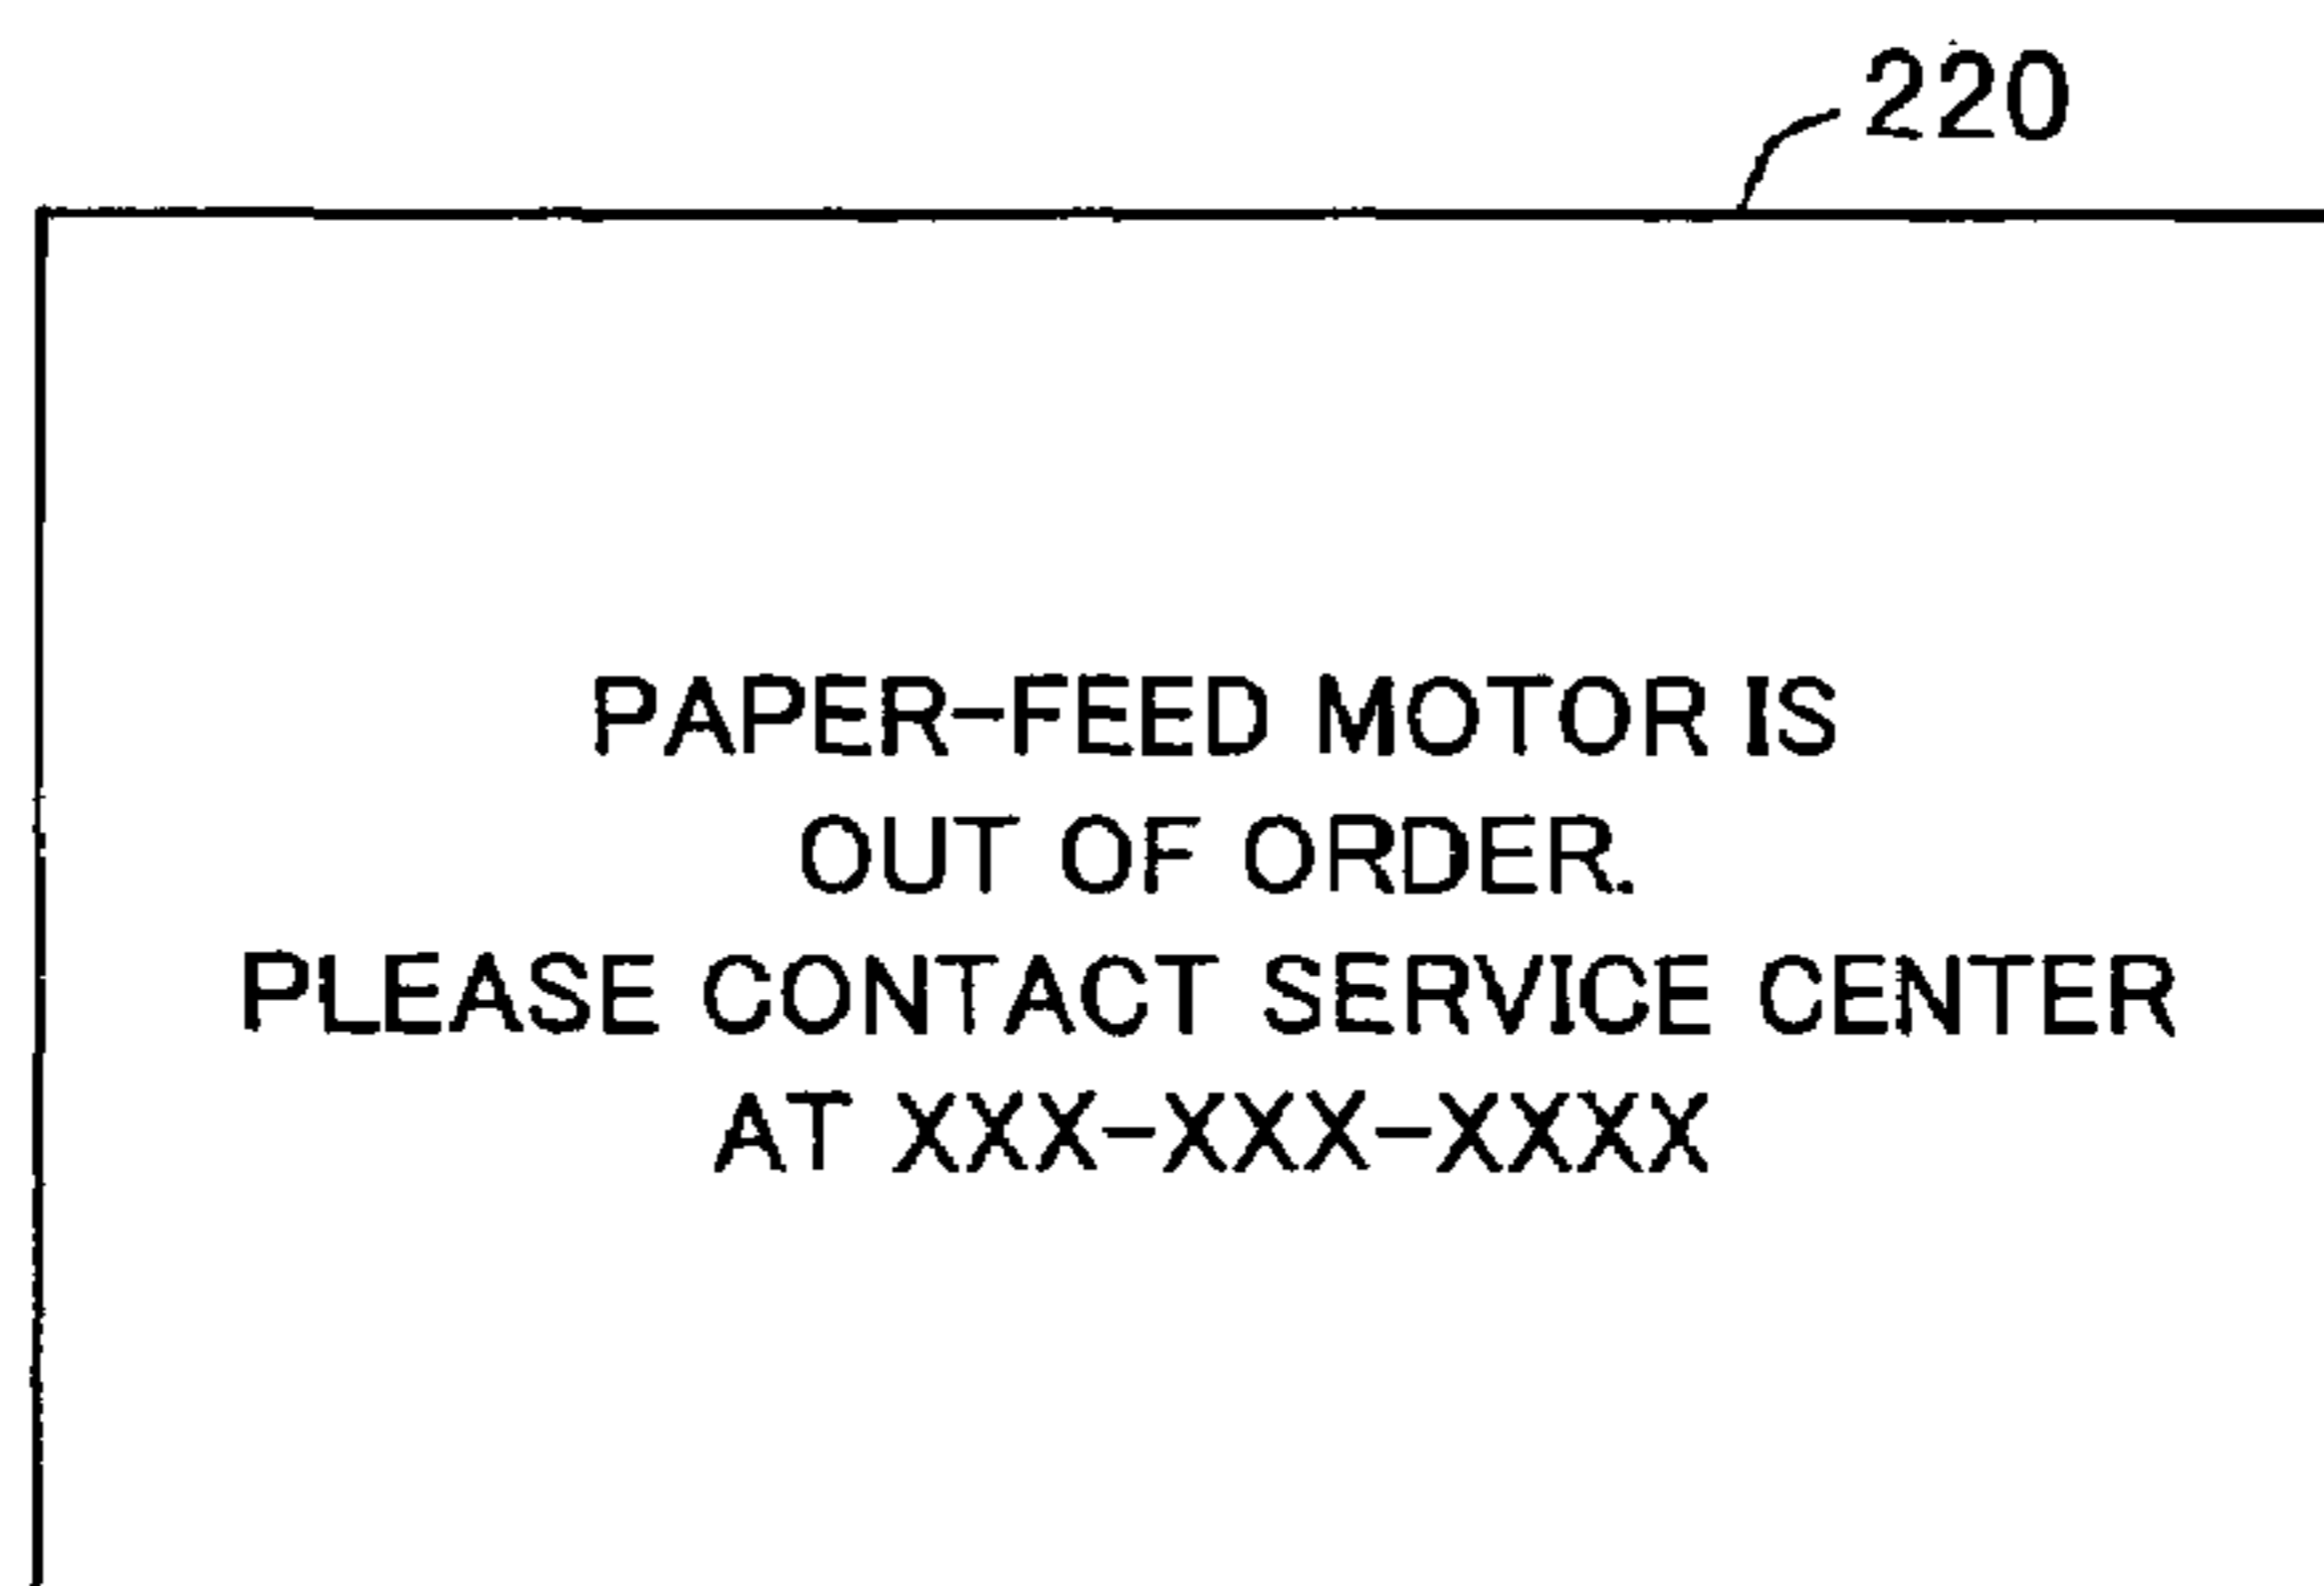 220
PAPER-FEED MOTOR IS
OUT OF ORDER.
PLEASE CONTACT SERVICE CENTER
AT XXX-XXX-XXXX